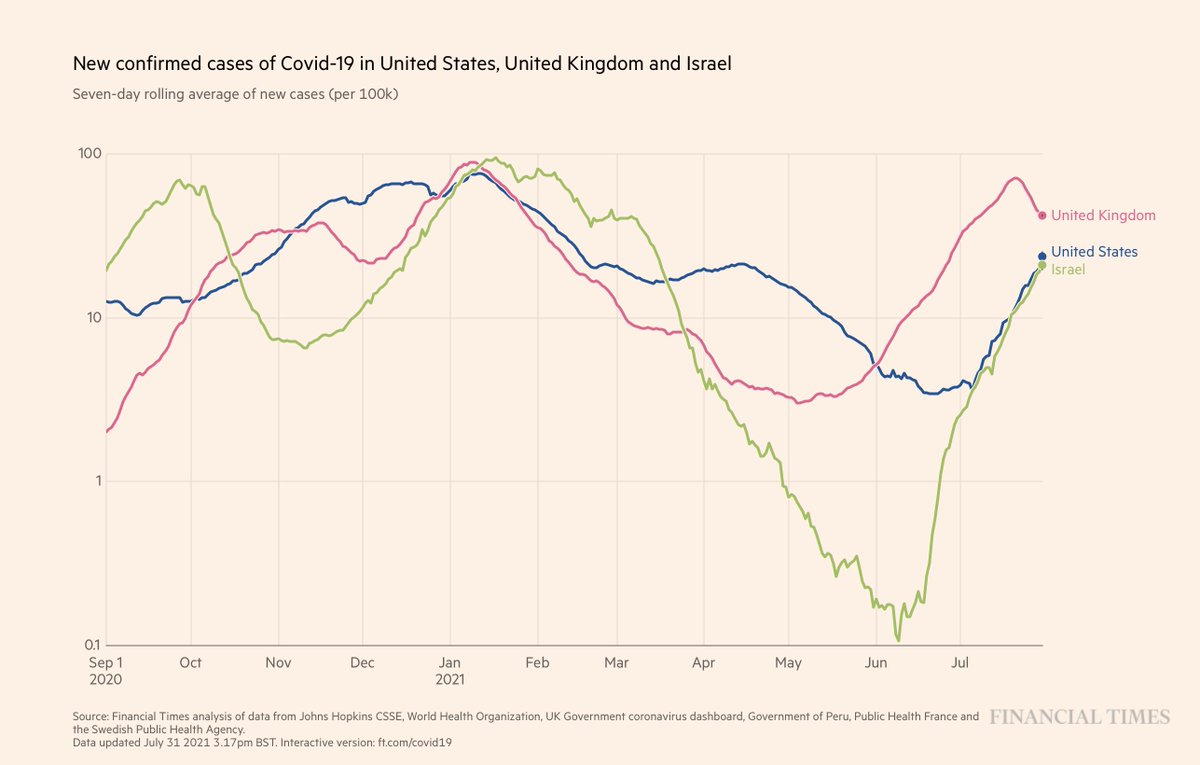 New confirmed cases of Covid-19 in United States, United Kingdom and Israel
Seven-day rolling average of new cases (per 100k)
100
10
1
0.1
United Kingdom
United States
Israel
Sep 1 Oct Nov Dec Jan Feb Mar Apr May Jun Jul
2020 2021
Source: Financial Times analysis of data from Johns Hopkins CSSE, World Health Organization, UK Government coronavirus dashboard, Government of Peru, Public Health France and
the Swedish Public Health Agency.
Data updated July 31 2021 3.17pm BST. Interactive version: ft.com/covid19
FINANCIAL TIMES